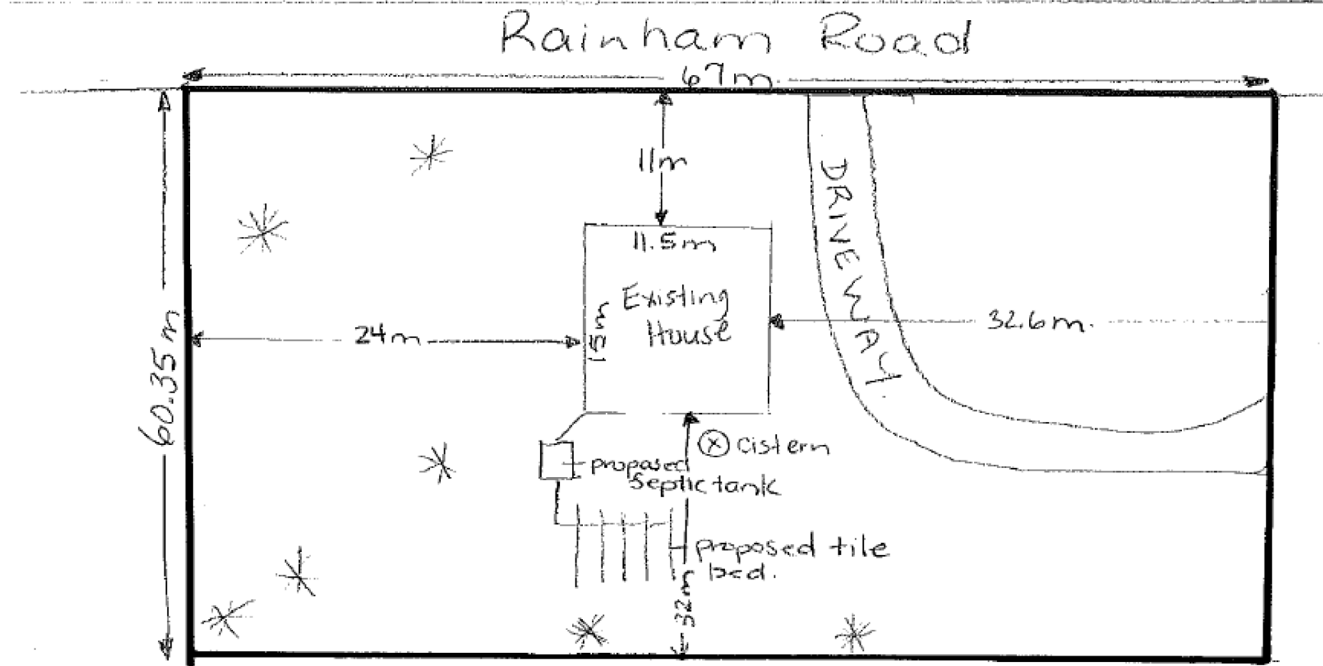 Rainham Road
67m
11m
11.5m
Existing
House
15m
24m
32.6m.
DRIVEWAY
60.35m
X cistern
proposed
septic tank
proposed tile
bed.
32m